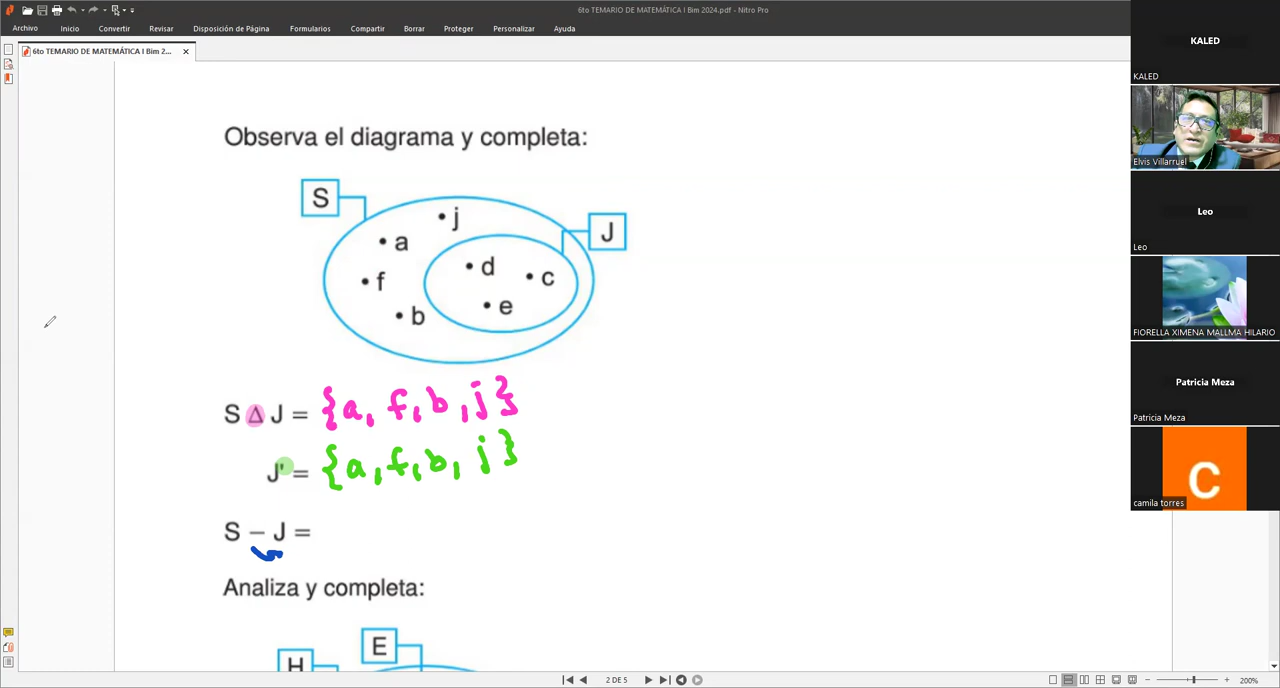 6to TEMARIO DE MATEMÁTICA I Bim 2024.pdf - Nitro Pro
Archivo Inicio Convertir Revisar Disposición de Página Formularios Compartir Borrar Proteger Personalizar Ayuda
6to TEMARIO DE MATEMÁTICA I Bim 2...
Observa el diagrama y completa:
S
J
j
a
f
b
d
c
e
S Δ J = {a, f, b, j}
J' = {a, f, b, j}
S − J =
Analiza y completa:
E
H
2 DE 5
200%
KALED
KALED
Elvis Villarruel
Leo
Leo
FIORELLA XIMENA MALLMA HILARIO
Patricia Meza
Patricia Meza
C
camila torres